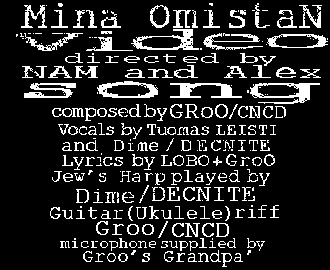 Mina OmistaN
video
directed by
NAM and Alex
song
composed by GRoO/CNCD
Vocals by Tuomas LEISTI
and Dime/DECNITE
Lyrics by LOBO+GroO
Jew's Harp played by
Dime/DECNITE
Guitar(Ukulele)riff
Groo/CNCD
microphone supplied by
Groo's Grandpa'